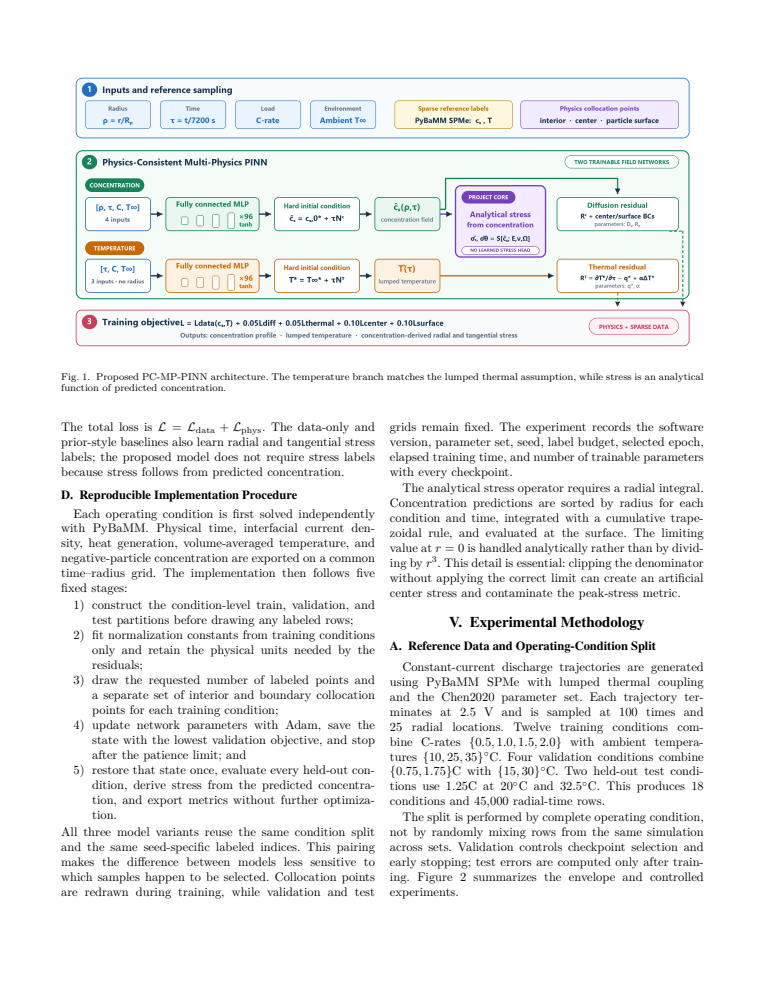 1 Inputs and reference sampling
Radius
ρ = r/Rₚ
Time
τ = t/7200 s
Load
C-rate
Environment
Ambient T∞
Sparse reference labels
PyBaMM SPMe: cₛ, T
Physics collocation points
interior · center · particle surface
2 Physics-Consistent Multi-Physics PINN
TWO TRAINABLE FIELD NETWORKS
CONCENTRATION
[ρ, τ, C, T∞]
4 inputs
Fully connected MLP
×96
tanh
Hard initial condition
concentration field
PROJECT CORE
Analytical stress
from concentration
NO LEARNED STRESS HEAD
Diffusion residual
+ center/surface BCs
parameters: Dₛ Rₚ
TEMPERATURE
[τ, C, T∞]
3 inputs · no radius
Fully connected MLP
×96
tanh
Hard initial condition
T* = T∞* + τNᵀ
T̂(τ)
lumped temperature
Thermal residual
Rᵀ = ∂T*/∂τ − q* + αΔT*
parameters: q*, α
3 Training objective L = Ldata(cₛ,T) + 0.05Ldiff + 0.05Lthermal + 0.10Lcenter + 0.10Lsurface
Outputs: concentration profile · lumped temperature · concentration-derived radial and tangential stress
PHYSICS + SPARSE DATA
Fig. 1. Proposed PC-MP-PINN architecture. The temperature branch matches the lumped thermal assumption, while stress is an analytical
function of predicted concentration.
The total loss is ℒ = ℒdata + ℒphys. The data-only and
prior-style baselines also learn radial and tangential stress
labels; the proposed model does not require stress labels
because stress follows from predicted concentration.
D. Reproducible Implementation Procedure
Each operating condition is first solved independently
with PyBaMM. Physical time, interfacial current den-
sity, heat generation, volume-averaged temperature, and
negative-particle concentration are exported on a common
time–radius grid. The implementation then follows five
fixed stages:
1) construct the condition-level train, validation, and
test partitions before drawing any labeled rows;
2) fit normalization constants from training conditions
only and retain the physical units needed by the
residuals;
3) draw the requested number of labeled points and
a separate set of interior and boundary collocation
points for each training condition;
4) update network parameters with Adam, save the
state with the lowest validation objective, and stop
after the patience limit; and
5) restore that state once, evaluate every held-out con-
dition, derive stress from the predicted concentra-
tion, and export metrics without further optimiza-
tion.
All three model variants reuse the same condition split
and the same seed-specific labeled indices. This pairing
makes the difference between models less sensitive to
which samples happen to be selected. Collocation points
are redrawn during training, while validation and test
grids remain fixed. The experiment records the software
version, parameter set, seed, label budget, selected epoch,
elapsed training time, and number of trainable parameters
with every checkpoint.
The analytical stress operator requires a radial integral.
Concentration predictions are sorted by radius for each
condition and time, integrated with a cumulative trape-
zoidal rule, and evaluated at the surface. The limiting
value at r = 0 is handled analytically rather than by divid-
ing by r³. This detail is essential: clipping the denominator
without applying the correct limit can create an artificial
center stress and contaminate the peak-stress metric.
V. Experimental Methodology
A. Reference Data and Operating-Condition Split
Constant-current discharge trajectories are generated
using PyBaMM SPMe with lumped thermal coupling
and the Chen2020 parameter set. Each trajectory ter-
minates at 2.5 V and is sampled at 100 times and
25 radial locations. Twelve training conditions com-
bine C-rates {0.5, 1.0, 1.5, 2.0} with ambient tempera-
tures {10, 25, 35}°C. Four validation conditions combine
{0.75, 1.75}C with {15, 30}°C. Two held-out test condi-
tions use 1.25C at 20°C and 32.5°C. This produces 18
conditions and 45,000 radial-time rows.
The split is performed by complete operating condition,
not by randomly mixing rows from the same simulation
across sets. Validation controls checkpoint selection and
early stopping; test errors are computed only after train-
ing. Figure 2 summarizes the envelope and controlled
experiments.